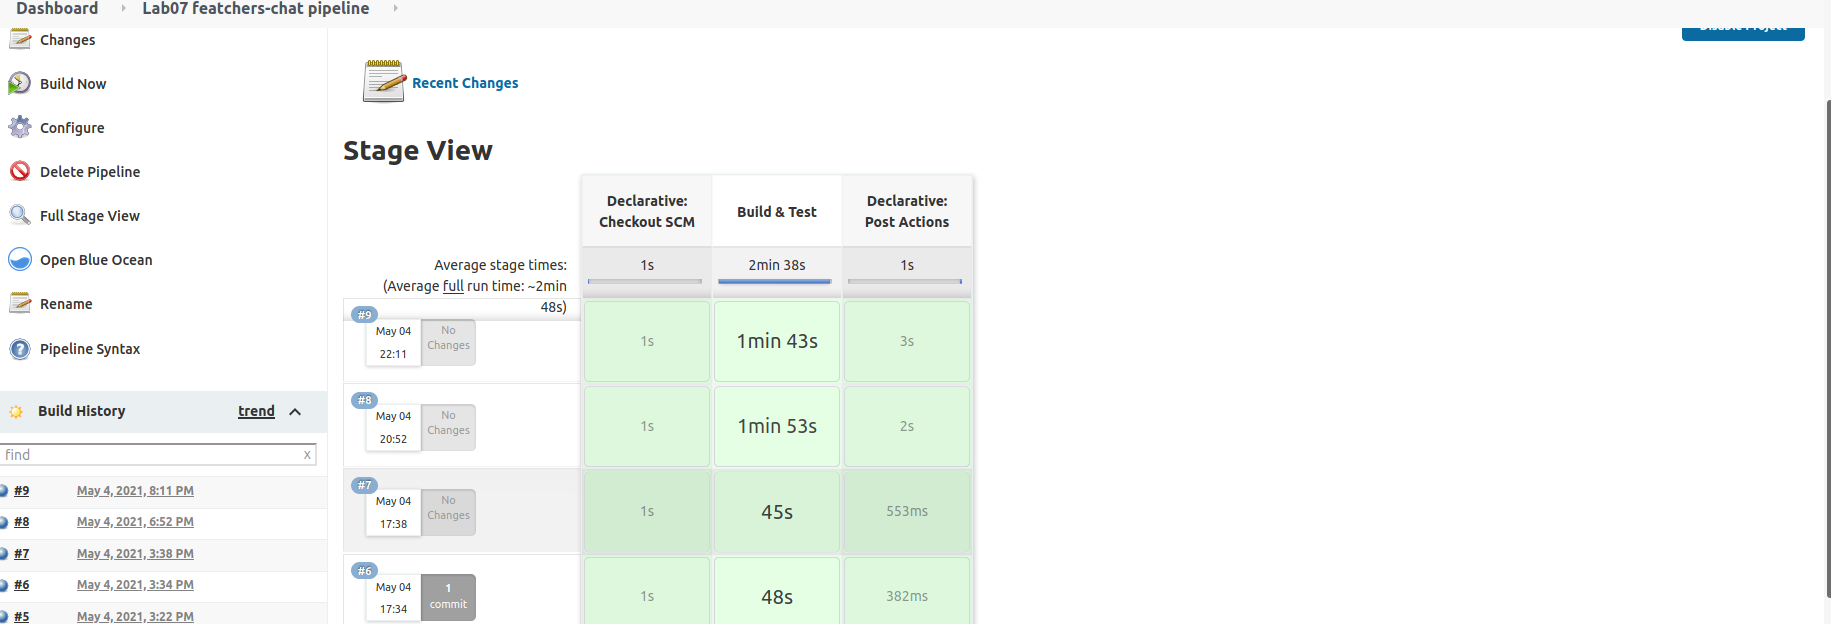 Dashboard
Lab07 featchers-chat pipeline
Changes
Build Now
Configure
Delete Pipeline
Full Stage View
Open Blue Ocean
Rename
Pipeline Syntax
Build History
trend
find
x
#9
May 4, 2021, 8:11 PM
#8
May 4, 2021, 6:52 PM
#7
May 4, 2021, 3:38 PM
#6
May 4, 2021, 3:34 PM
#5
May 4, 2021, 3:22 PM
Disable Project
Recent Changes
Stage View
Declarative:
Checkout SCM
Build & Test
Declarative:
Post Actions
Average stage times:
(Average full run time: ~2min
48s)
1s
2min 38s
1s
#9
May 04
22:11
No
Changes
1s
1min 43s
3s
#8
May 04
20:52
No
Changes
1s
1min 53s
2s
#7
May 04
17:38
No
Changes
1s
45s
553ms
#6
May 04
17:34
1
commit
1s
48s
382ms